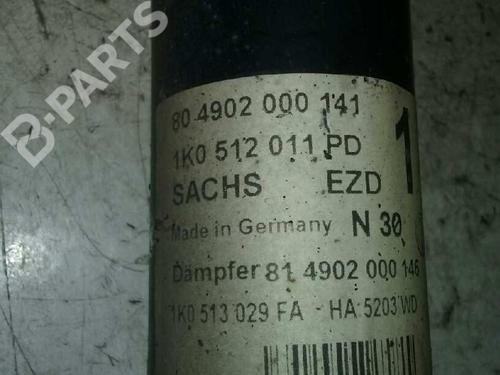 B-PARTS
80 4902 000 141
1K0 512 011 PD
SACHS EZD 1
Made in Germany N 30
Dämpfer 81 4902 000 146
1K0 513 029 FA - HA 5203 WD